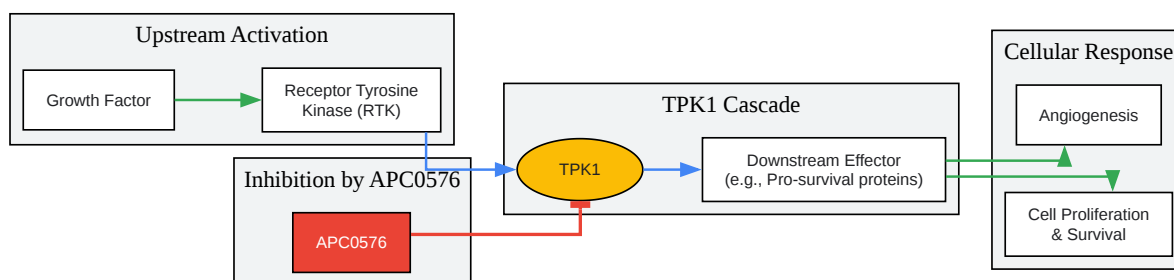 Upstream Activation
Growth Factor
Receptor Tyrosine
Kinase (RTK)
Inhibition by APC0576
APC0576
TPK1 Cascade
TPK1
Downstream Effector
(e.g., Pro-survival proteins)
Cellular Response
Angiogenesis
Cell Proliferation
& Survival